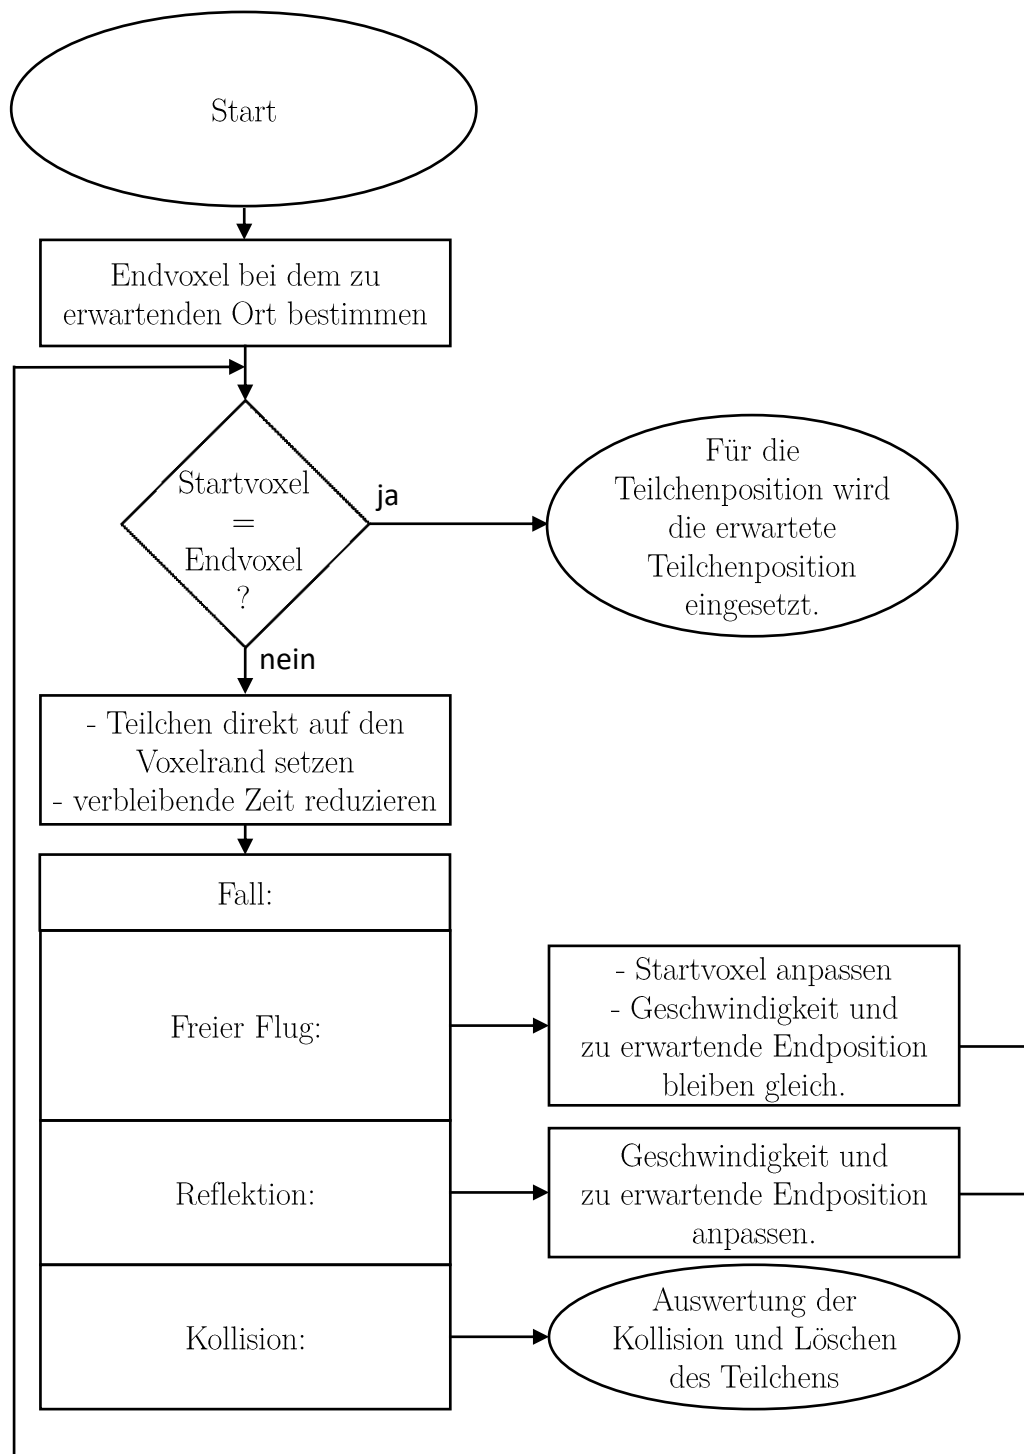 Start
Endvoxel bei dem zu
erwartenden Ort bestimmen
Startvoxel
=
Endvoxel
?
ja
Für die
Teilchenposition wird
die erwartete
Teilchenposition
eingesetzt.
nein
- Teilchen direkt auf den
Voxelrand setzen
- verbleibende Zeit reduzieren
Fall:
Freier Flug:
- Startvoxel anpassen
- Geschwindigkeit und
zu erwartende Endposition
bleiben gleich.
Reflektion:
Geschwindigkeit und
zu erwartende Endposition
anpassen.
Kollision:
Auswertung der
Kollision und Löschen
des Teilchens